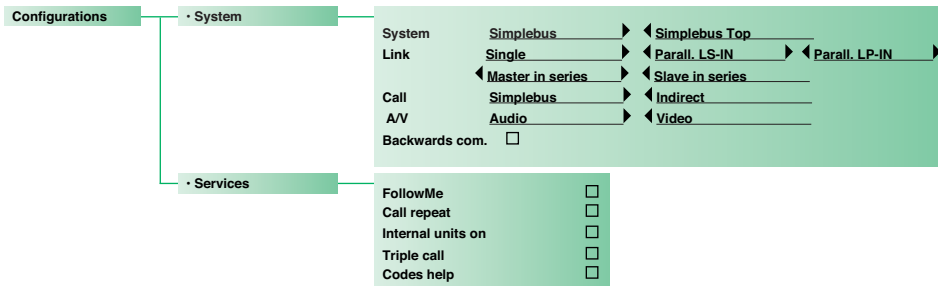 Configurations
• System
System Simplebus Simplebus Top
Link Single Parall. LS-IN Parall. LP-IN
Master in series Slave in series
Call Simplebus Indirect
A/V Audio Video
Backwards com.
• Services
FollowMe
Call repeat
Internal units on
Triple call
Codes help